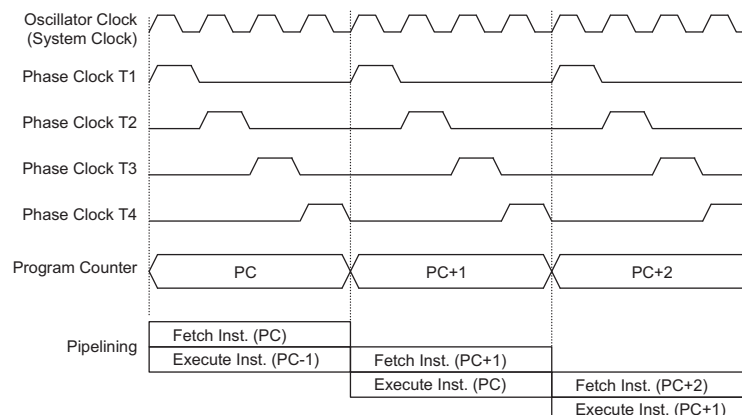 Oscillator Clock
(System Clock)
Phase Clock T1
Phase Clock T2
Phase Clock T3
Phase Clock T4
Program Counter
PC
PC+1
PC+2
Pipelining
Fetch Inst. (PC)
Execute Inst. (PC-1)
Fetch Inst. (PC+1)
Execute Inst. (PC)
Fetch Inst. (PC+2)
Execute Inst. (PC+1)